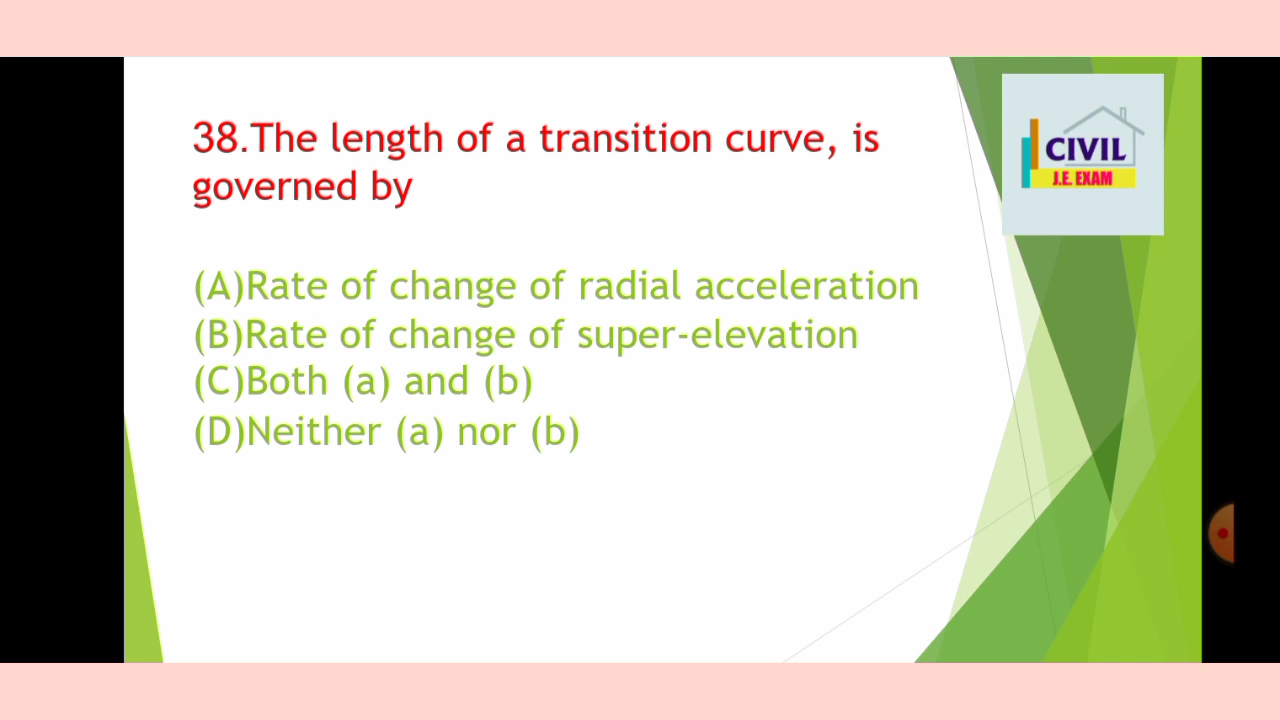 38.The length of a transition curve, is
governed by
(A)Rate of change of radial acceleration
(B)Rate of change of super-elevation
(C)Both (a) and (b)
(D)Neither (a) nor (b)
CIVIL
J.E. EXAM